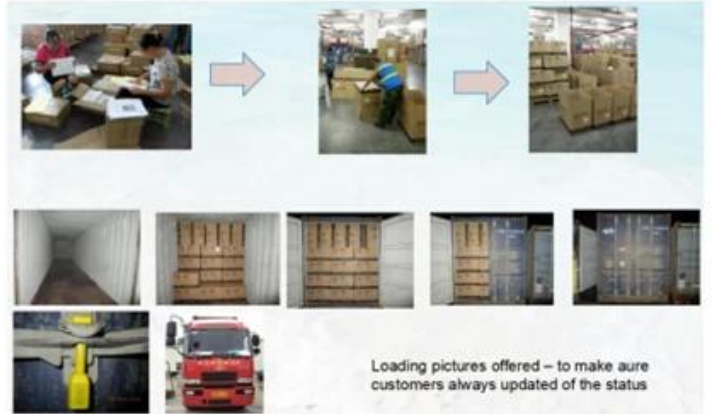 Loading pictures offered – to make aure
customers always updated of the status